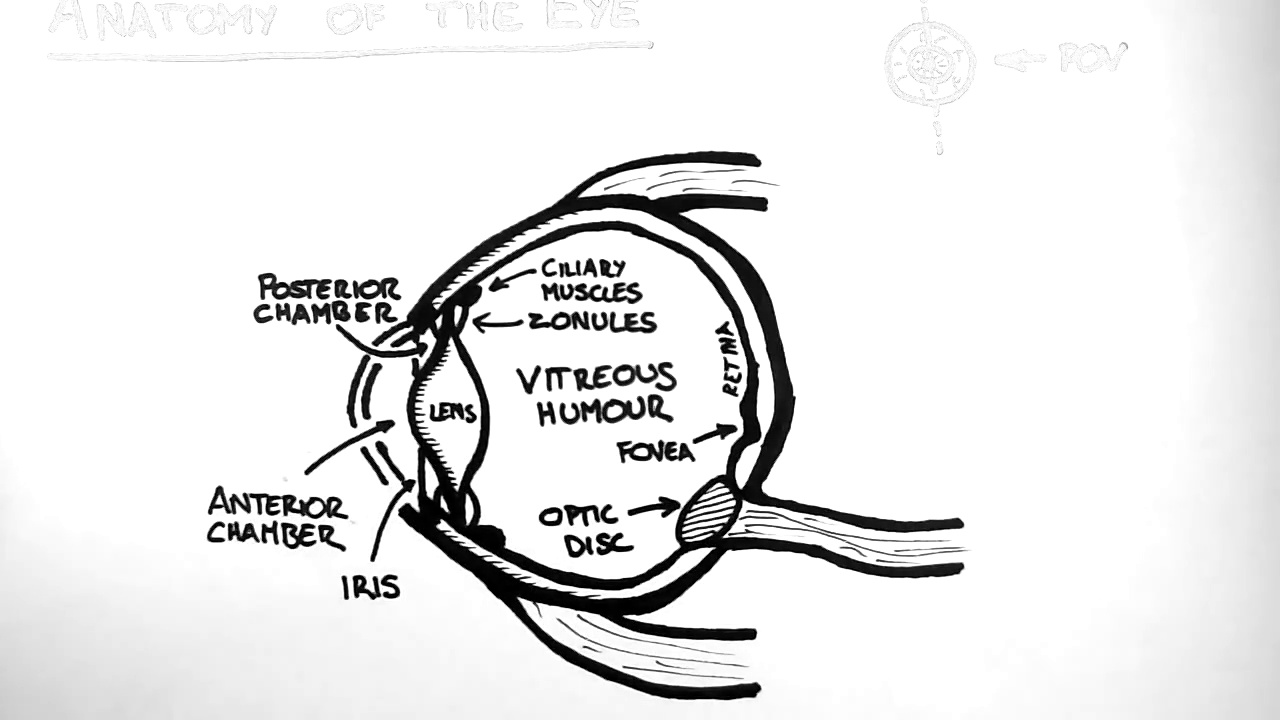 ANATOMY OF THE EYE
POV
POSTERIOR
CHAMBER
CILIARY
MUSCLES
ZONULES
VITREOUS
HUMOUR
LENS
RETINA
FOVEA
OPTIC
DISC
ANTERIOR
CHAMBER
IRIS